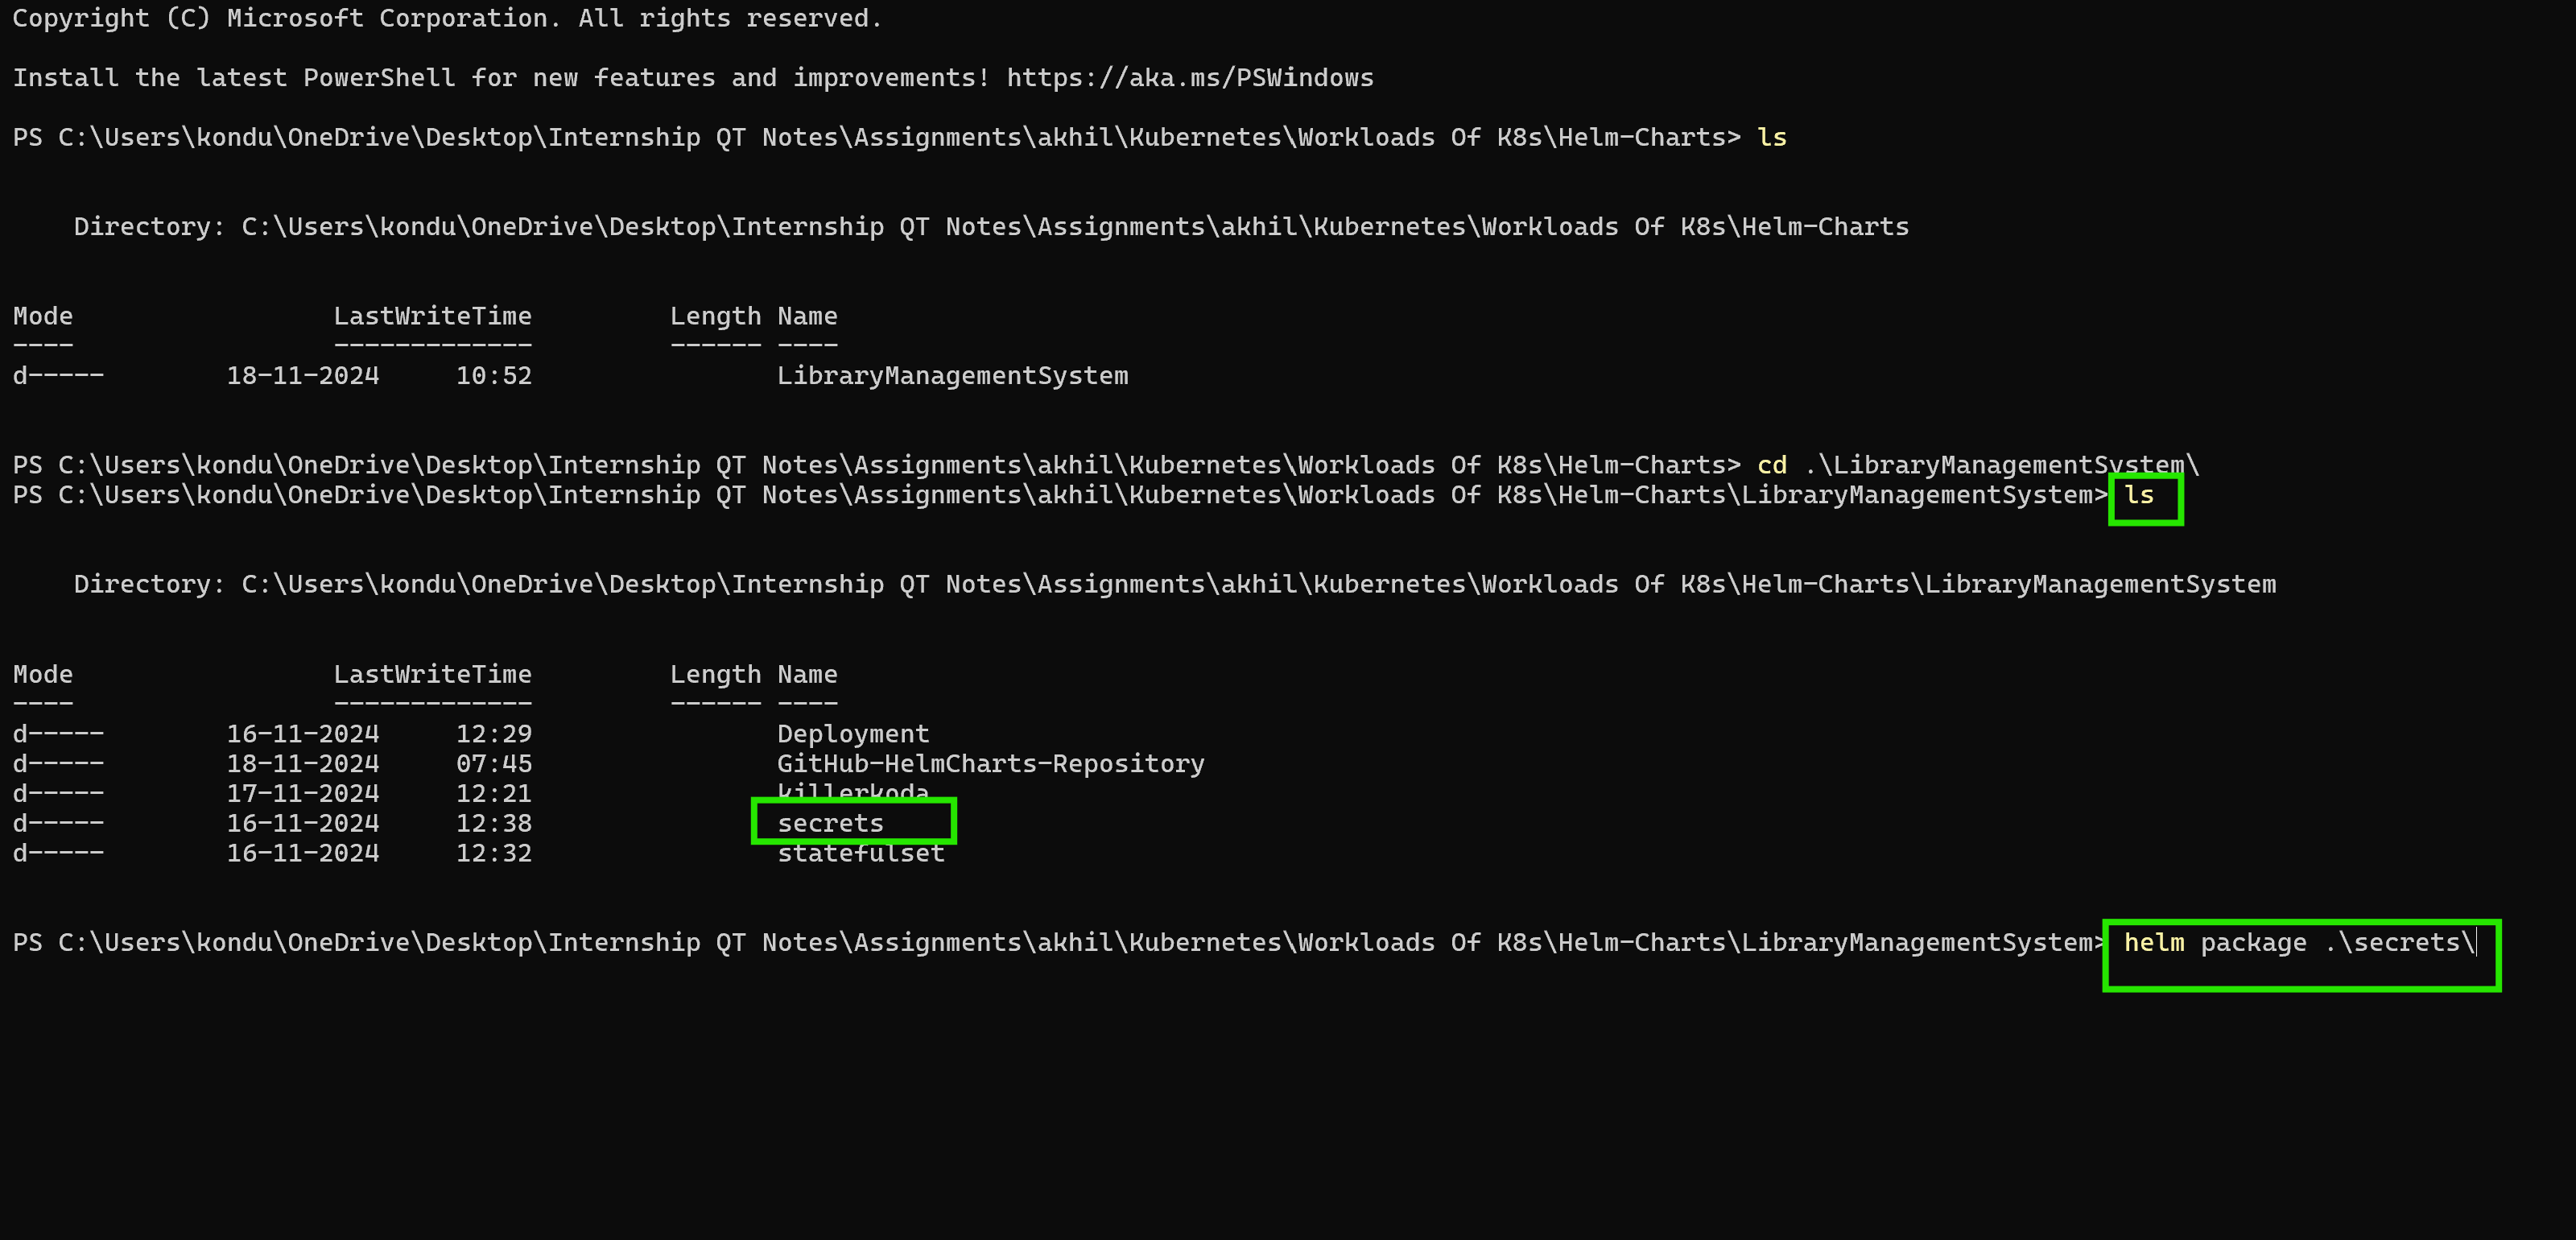 Copyright (C) Microsoft Corporation. All rights reserved.
Install the latest PowerShell for new features and improvements! https://aka.ms/PSWindows
PS C:\Users\kondu\OneDrive\Desktop\Internship QT Notes\Assignments\akhil\Kubernetes\Workloads Of K8s\Helm-Charts> ls
Directory: C:\Users\kondu\OneDrive\Desktop\Internship QT Notes\Assignments\akhil\Kubernetes\Workloads Of K8s\Helm-Charts
Mode LastWriteTime Length Name
---- ------------- ------ ----
d----- 18-11-2024 10:52 LibraryManagementSystem
PS C:\Users\kondu\OneDrive\Desktop\Internship QT Notes\Assignments\akhil\Kubernetes\Workloads Of K8s\Helm-Charts> cd .\LibraryManagementSystem\
PS C:\Users\kondu\OneDrive\Desktop\Internship QT Notes\Assignments\akhil\Kubernetes\Workloads Of K8s\Helm-Charts\LibraryManagementSystem> ls
Directory: C:\Users\kondu\OneDrive\Desktop\Internship QT Notes\Assignments\akhil\Kubernetes\Workloads Of K8s\Helm-Charts\LibraryManagementSystem
Mode LastWriteTime Length Name
---- ------------- ------ ----
d----- 16-11-2024 12:29 Deployment
d----- 18-11-2024 07:45 GitHub-HelmCharts-Repository
d----- 17-11-2024 12:21 killerkoda
d----- 16-11-2024 12:38 secrets
d----- 16-11-2024 12:32 statefulset
PS C:\Users\kondu\OneDrive\Desktop\Internship QT Notes\Assignments\akhil\Kubernetes\Workloads Of K8s\Helm-Charts\LibraryManagementSystem> helm package .\secrets\